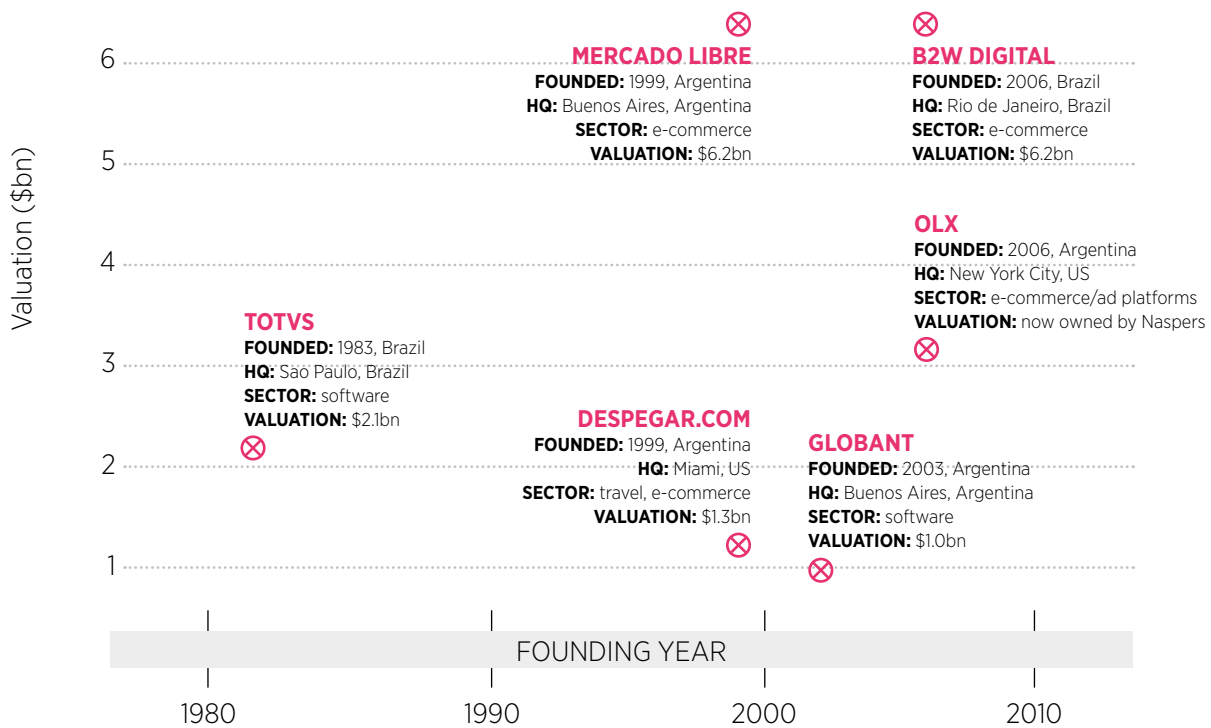 Valuation ($bn)
6
5
4
3
2
1
MERCADO LIBRE
FOUNDED: 1999, Argentina
HQ: Buenos Aires, Argentina
SECTOR: e-commerce
VALUATION: $6.2bn
B2W DIGITAL
FOUNDED: 2006, Brazil
HQ: Rio de Janeiro, Brazil
SECTOR: e-commerce
VALUATION: $6.2bn
OLX
FOUNDED: 2006, Argentina
HQ: New York City, US
SECTOR: e-commerce/ad platforms
VALUATION: now owned by Naspers
TOTVS
FOUNDED: 1983, Brazil
HQ: Sao Paulo, Brazil
SECTOR: software
VALUATION: $2.1bn
DESPEGAR.COM
FOUNDED: 1999, Argentina
HQ: Miami, US
SECTOR: travel, e-commerce
VALUATION: $1.3bn
GLOBANT
FOUNDED: 2003, Argentina
HQ: Buenos Aires, Argentina
SECTOR: software
VALUATION: $1.0bn
FOUNDING YEAR
1980 1990 2000 2010